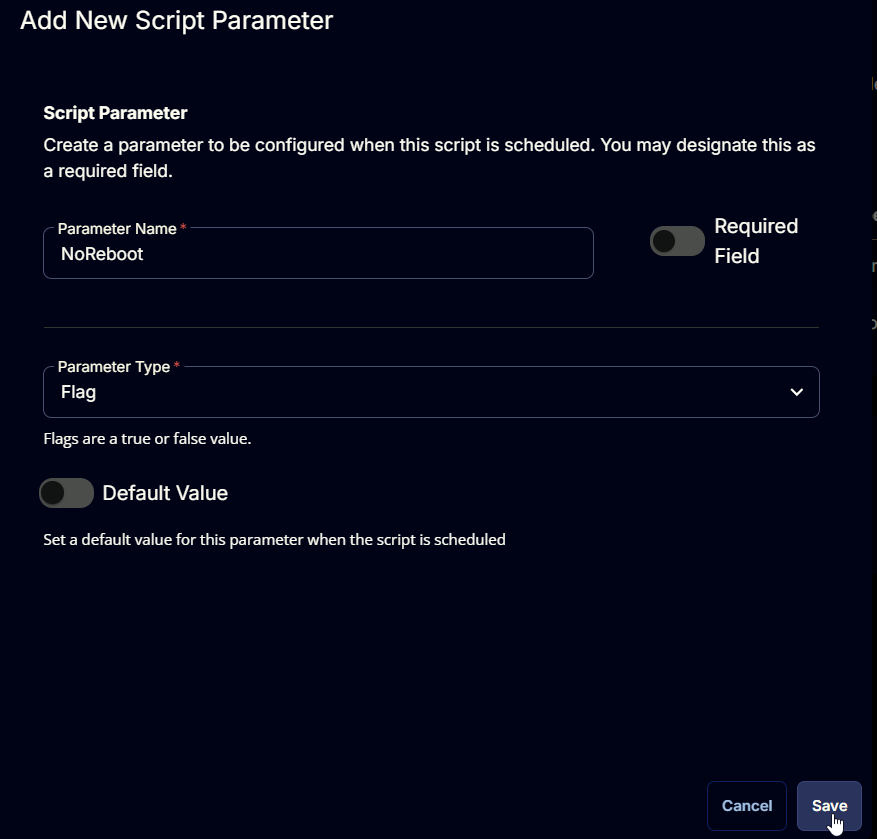 Add New Script Parameter
Script Parameter
Create a parameter to be configured when this script is scheduled. You may designate this as
a required field.
Parameter Name *
NoReboot
Required
Field
Parameter Type *
Flag
Flags are a true or false value.
Default Value
Set a default value for this parameter when the script is scheduled
Cancel
Save